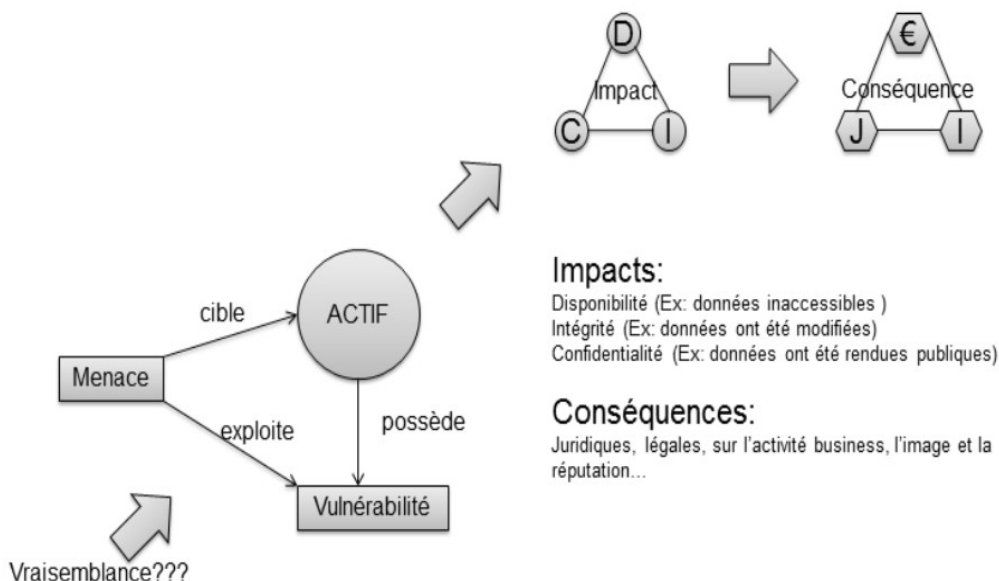 D
Impact
C
I
€
Conséquence
J
I
cible
ACTIF
Menace
exploite
possède
Vulnérabilité
Vraisemblance???
Impacts:
Disponibilité (Ex: données inaccessibles )
Intégrité (Ex: données ont été modifiées)
Confidentialité (Ex: données ont été rendues publiques)
Conséquences:
Juridiques, légales, sur l'activité business, l'image et la
réputation...